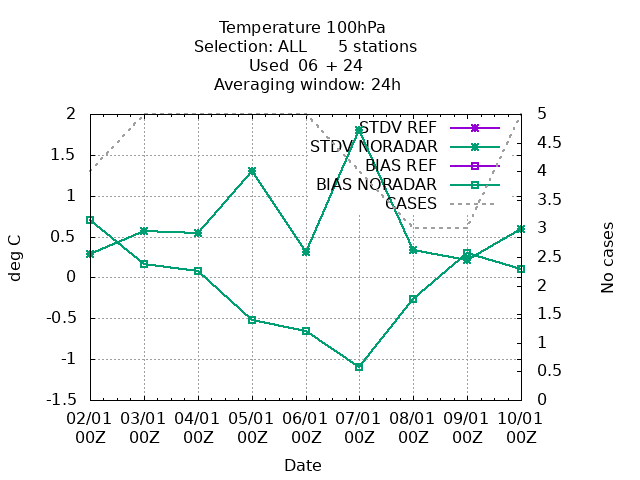 Temperature 100hPa
Selection: ALL 5 stations
Used 06 + 24
Averaging window: 24h
STDV REF
STDV NORADAR
BIAS REF
BIAS NORADAR
CASES
2
1.5
1
0.5
0
-0.5
-1
-1.5
deg C
5
4.5
4
3.5
3
2.5
2
1.5
1
0.5
0
No cases
02/01 03/01 04/01 05/01 06/01 07/01 08/01 09/01 10/01
00Z 00Z 00Z 00Z 00Z 00Z 00Z 00Z 00Z
Date